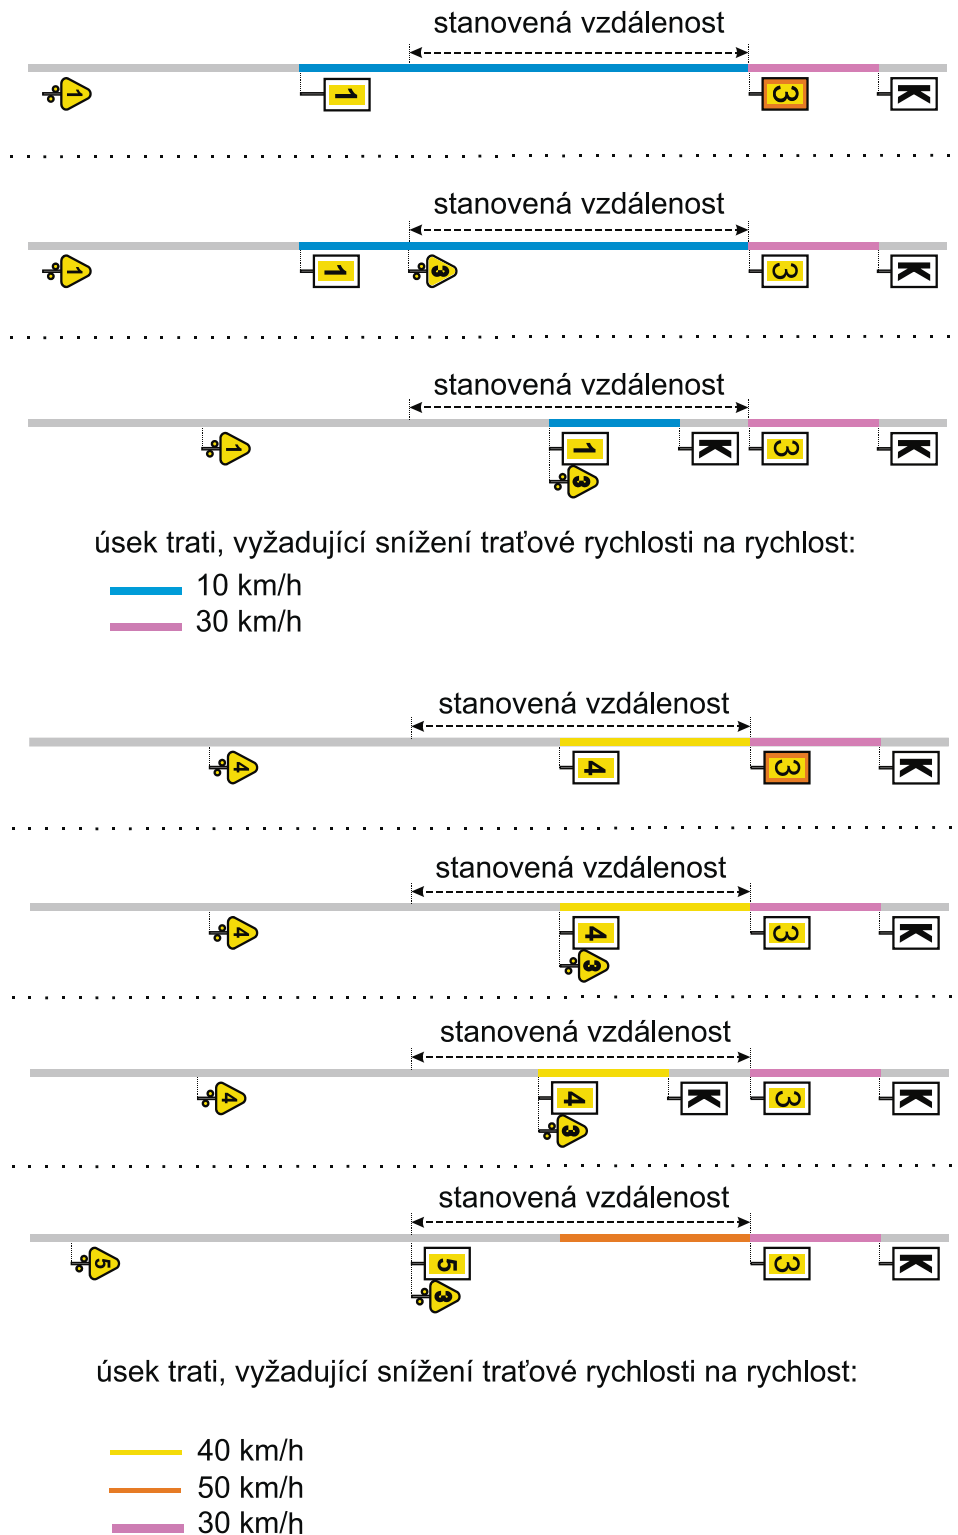 stanovená vzdálenost
1 1 3 K
stanovená vzdálenost
1 1 3 3 K
stanovená vzdálenost
1 1 K 3 K
3
úsek trati, vyžadující snížení traťové rychlosti na rychlost:
10 km/h
30 km/h
stanovená vzdálenost
4 4 3 K
stanovená vzdálenost
4 4 3 K
3
stanovená vzdálenost
4 4 K 3 K
3
stanovená vzdálenost
5 5 3 K
3
úsek trati, vyžadující snížení traťové rychlosti na rychlost:
40 km/h
50 km/h
30 km/h